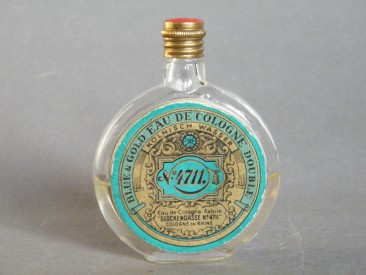 BLUE & GOLD EAU DE COLOGNE DOUBLE
KOELNISCH WASSER
No 4711.
Eau de Cologne-Fabrik
"GLOCKENGASSE No 4711"
COLOGNE ON RHINE